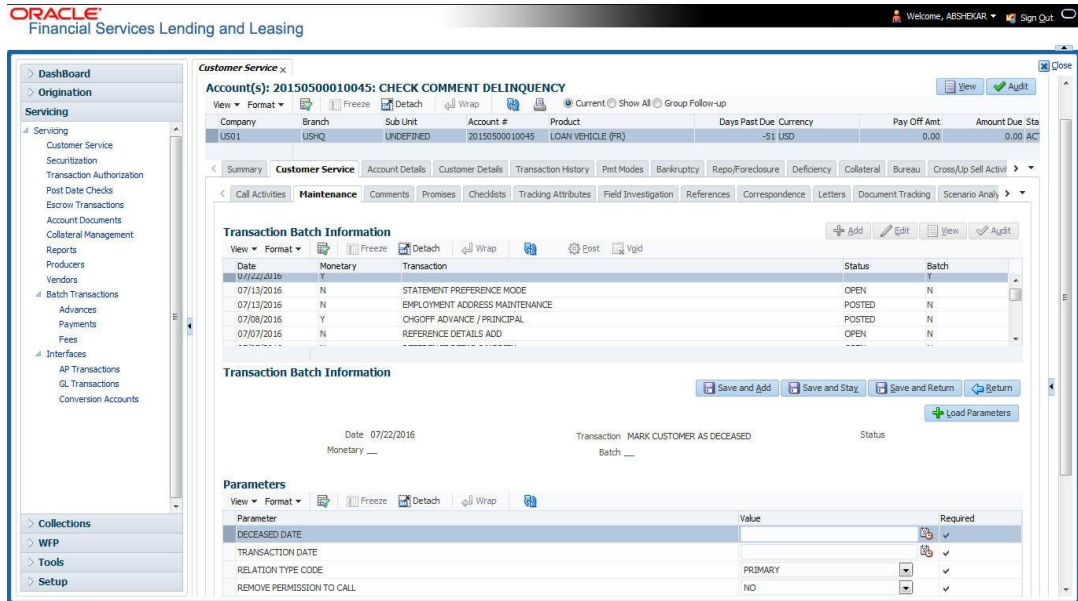 ORACLE
Financial Services Lending and Leasing
Welcome, ABSHEKAR Sign Out
Close
DashBoard
Origination
Servicing
Servicing
Customer Service
Securitization
Transaction Authorization
Post Date Checks
Escrow Transactions
Account Documents
Collateral Management
Reports
Producers
Vendors
Batch Transactions
Advances
Payments
Fees
Interfaces
AP Transactions
GL Transactions
Conversion Accounts
Collections
WFP
Tools
Setup
Customer Service x
Account(s): 20150500010045: CHECK COMMENT DELINQUENCY
View Audit
View Format Freeze Detach Wrap Current Show All Group Follow-up
Company Branch Sub Unit Account # Product Days Past Due Currency Pay Off Amt Amount Due Sta
US01 USHQ UNDEFINED 20150500010045 LOAN VEHICLE (FR) -51 USD 0.00 0.00 AC
Summary Customer Service Account Details Customer Details Transaction History Pmt Modes Bankruptcy Repo/Foreclosure Deficiency Collateral Bureau Cross/Up Sell Activi
Call Activities Maintenance Comments Promises Checklists Tracking Attributes Field Investigation References Correspondence Letters Document Tracking Scenario Analy
Transaction Batch Information
Add Edit View Audit
View Format Freeze Detach Wrap Post Void
Date Monetary Transaction Status Batch
07/22/2016 Y Y
07/13/2016 N STATEMENT PREFERENCE MODE OPEN N
07/13/2016 N EMPLOYMENT ADDRESS MAINTENANCE POSTED N
07/08/2016 Y CHGOFF ADVANCE / PRINCIPAL POSTED N
07/07/2016 N REFERENCE DETAILS ADD OPEN N
Transaction Batch Information
Save and Add Save and Stay Save and Return Return
Load Parameters
Date 07/22/2016 Transaction MARK CUSTOMER AS DECEASED Status
Monetary Batch
Parameters
View Format Freeze Detach Wrap
Parameter Value Required
DECEASED DATE
TRANSACTION DATE
RELATION TYPE CODE PRIMARY
REMOVE PERMISSION TO CALL NO